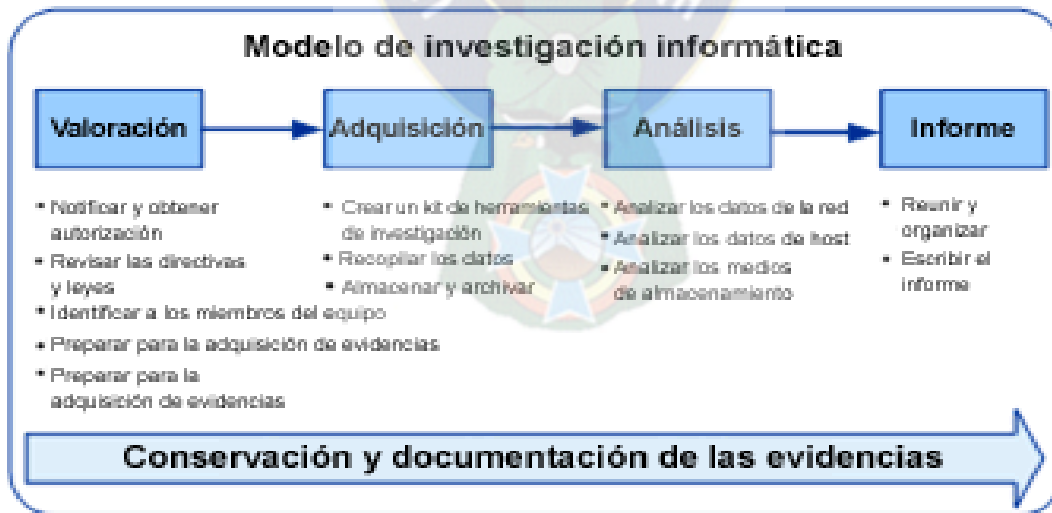 Modelo de investigación informática
Valoración
Adquisición
Análisis
Informe
• Notificar y obtener
autorización
• Revisar las directivas
y leyes
• Identificar a los miembros del equipo
• Preparar para la adquisición de evidencias
• Preparar para la
adquisición de evidencias
• Crear un kit de herramientas
de investigación
• Recopilar los datos
• Almacenar y archivar
• Analizar los datos de la red
• Analizar los datos de host
• Analizar los medios
de almacenamiento
• Reunir y
organizar
• Escribir el
informe
Conservación y documentación de las evidencias